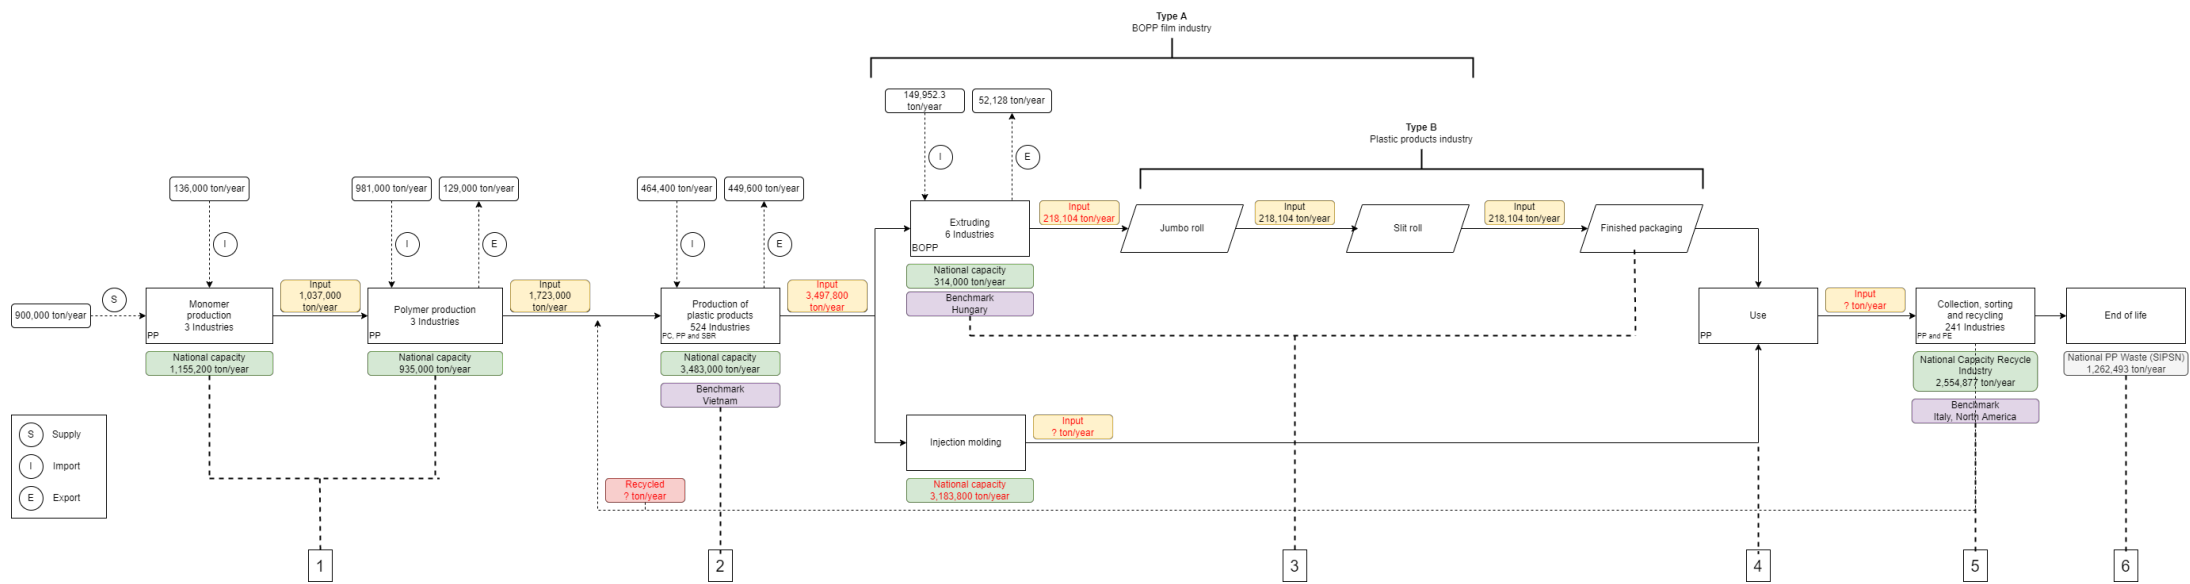 Type A
BOPP film industry
149,952.3
ton/year
52,128 ton/year
Type B
Plastic products industry
I
E
136,000 ton/year
981,000 ton/year
129,000 ton/year
464,400 ton/year
449,600 ton/year
Extruding
6 Industries
BOPP
Input
218,104 ton/year
Jumbo roll
Input
218,104 ton/year
Slit roll
Input
218,104 ton/year
Finished packaging
I
I
E
I
E
National capacity
314,000 ton/year
Benchmark
Hungary
900,000 ton/year
S
Monomer
production
3 Industries
PP
Input
1,037,000
ton/year
Polymer production
3 Industries
PP
Input
1,723,000
ton/year
Production of
plastic products
524 Industries
PC, PP and SBR
Input
3,497,800
ton/year
Use
PP
Input
? ton/year
Collection, sorting
and recycling
241 Industries
PP and PE
End of life
National capacity
1,155,200 ton/year
National capacity
935,000 ton/year
National capacity
3,483,000 ton/year
Benchmark
Vietnam
National Capacity Recycle
Industry
2,554,877 ton/year
Benchmark
Italy, North America
National PP Waste (SIPSN)
1,262,493 ton/year
S
Supply
I
Import
E
Export
Injection molding
Input
? ton/year
National capacity
3,183,800 ton/year
Recycled
? ton/year
1
2
3
4
5
6